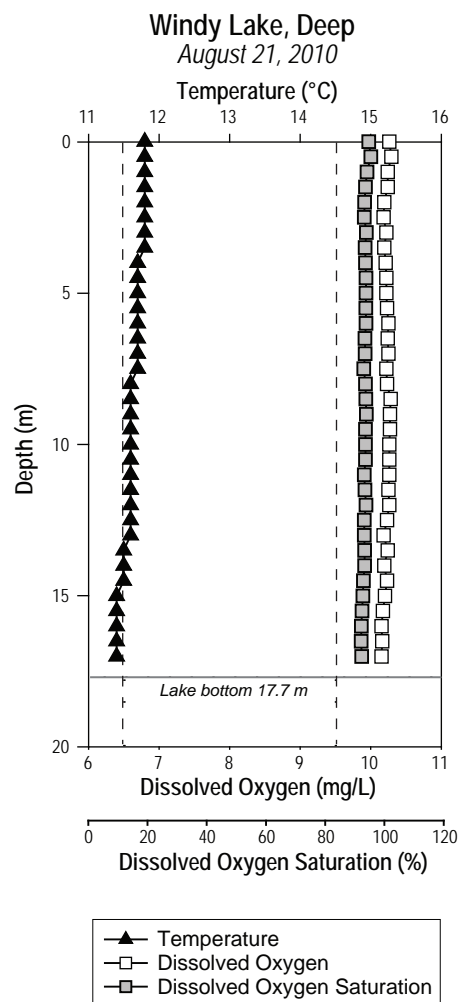 Windy Lake, Deep
August 21, 2010
Temperature (°C)
11 12 13 14 15 16
0
5
10
15
20
Depth (m)
Lake bottom 17.7 m
6 7 8 9 10 11
Dissolved Oxygen (mg/L)
0 20 40 60 80 100 120
Dissolved Oxygen Saturation (%)
Temperature
Dissolved Oxygen
Dissolved Oxygen Saturation